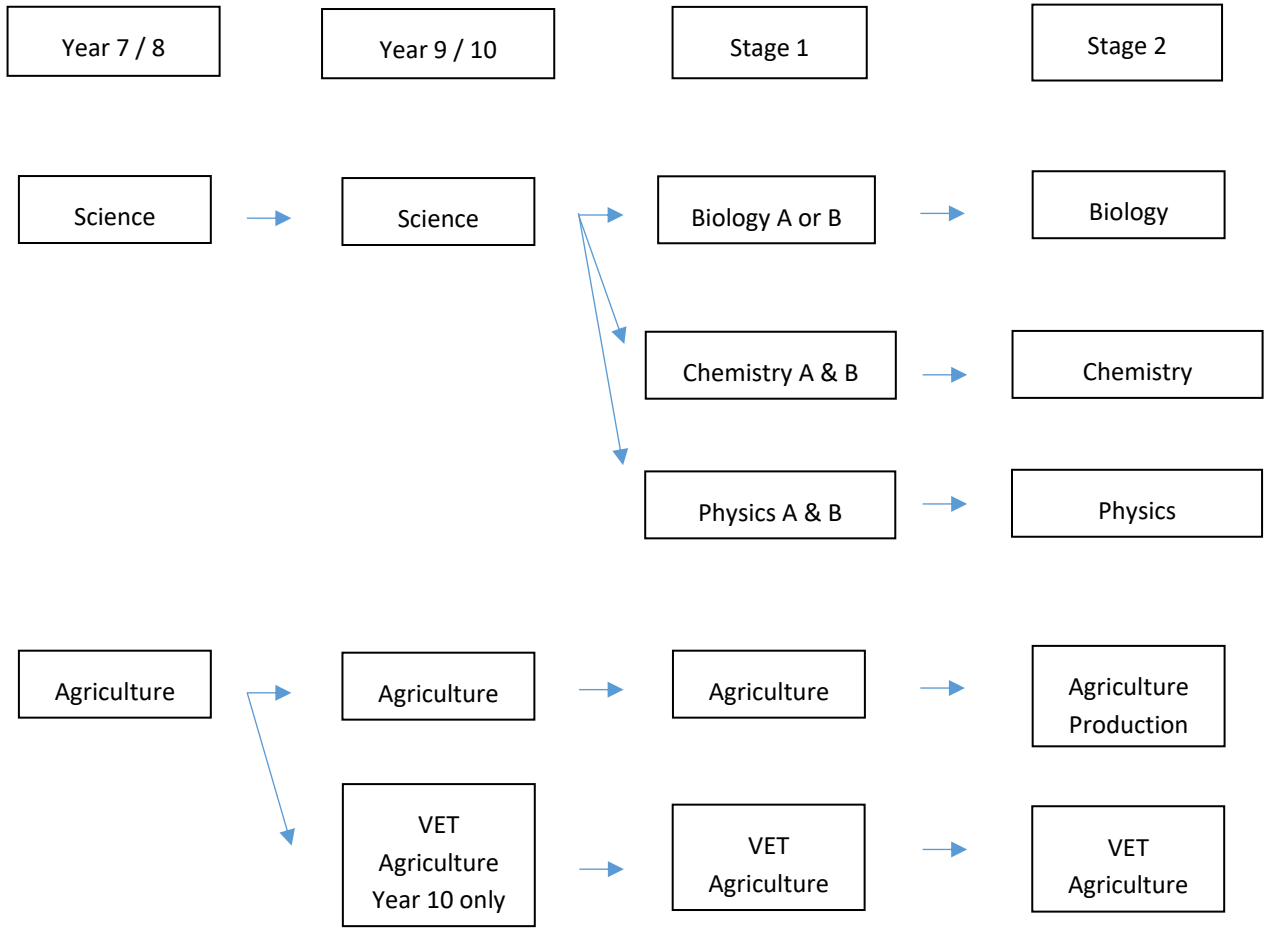 Year 7 / 8
Year 9 / 10
Stage 1
Stage 2
Science
Science
Biology A or B
Biology
Chemistry A & B
Chemistry
Physics A & B
Physics
Agriculture
Agriculture
Agriculture
Agriculture
Production
VET
Agriculture
Year 10 only
VET
Agriculture
VET
Agriculture